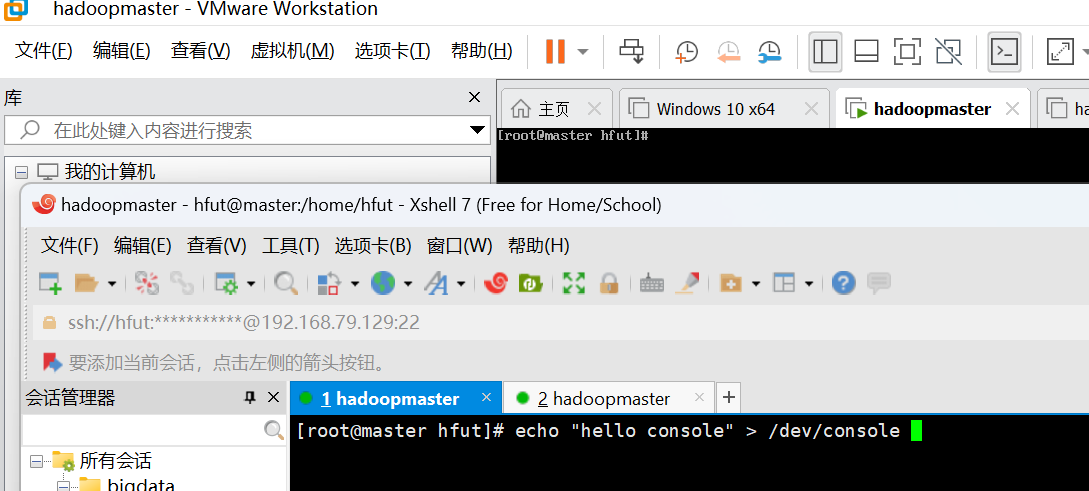 hadoopmaster - VMware Workstation
文件(F) 编辑(E) 查看(V) 虚拟机(M) 选项卡(T) 帮助(H)
库
在此处键入内容进行搜索
我的计算机
主页 Windows 10 x64 hadoopmaster ha
[root@master hfut]#
hadoopmaster - hfut@master:/home/hfut - Xshell 7 (Free for Home/School)
文件(F) 编辑(E) 查看(V) 工具(T) 选项卡(B) 窗口(W) 帮助(H)
ssh://hfut:***********@192.168.79.129:22
要添加当前会话，点击左侧的箭头按钮。
会话管理器
1 hadoopmaster 2 hadoopmaster
[root@master hfut]# echo "hello console" > /dev/console
所有会话
bigdata